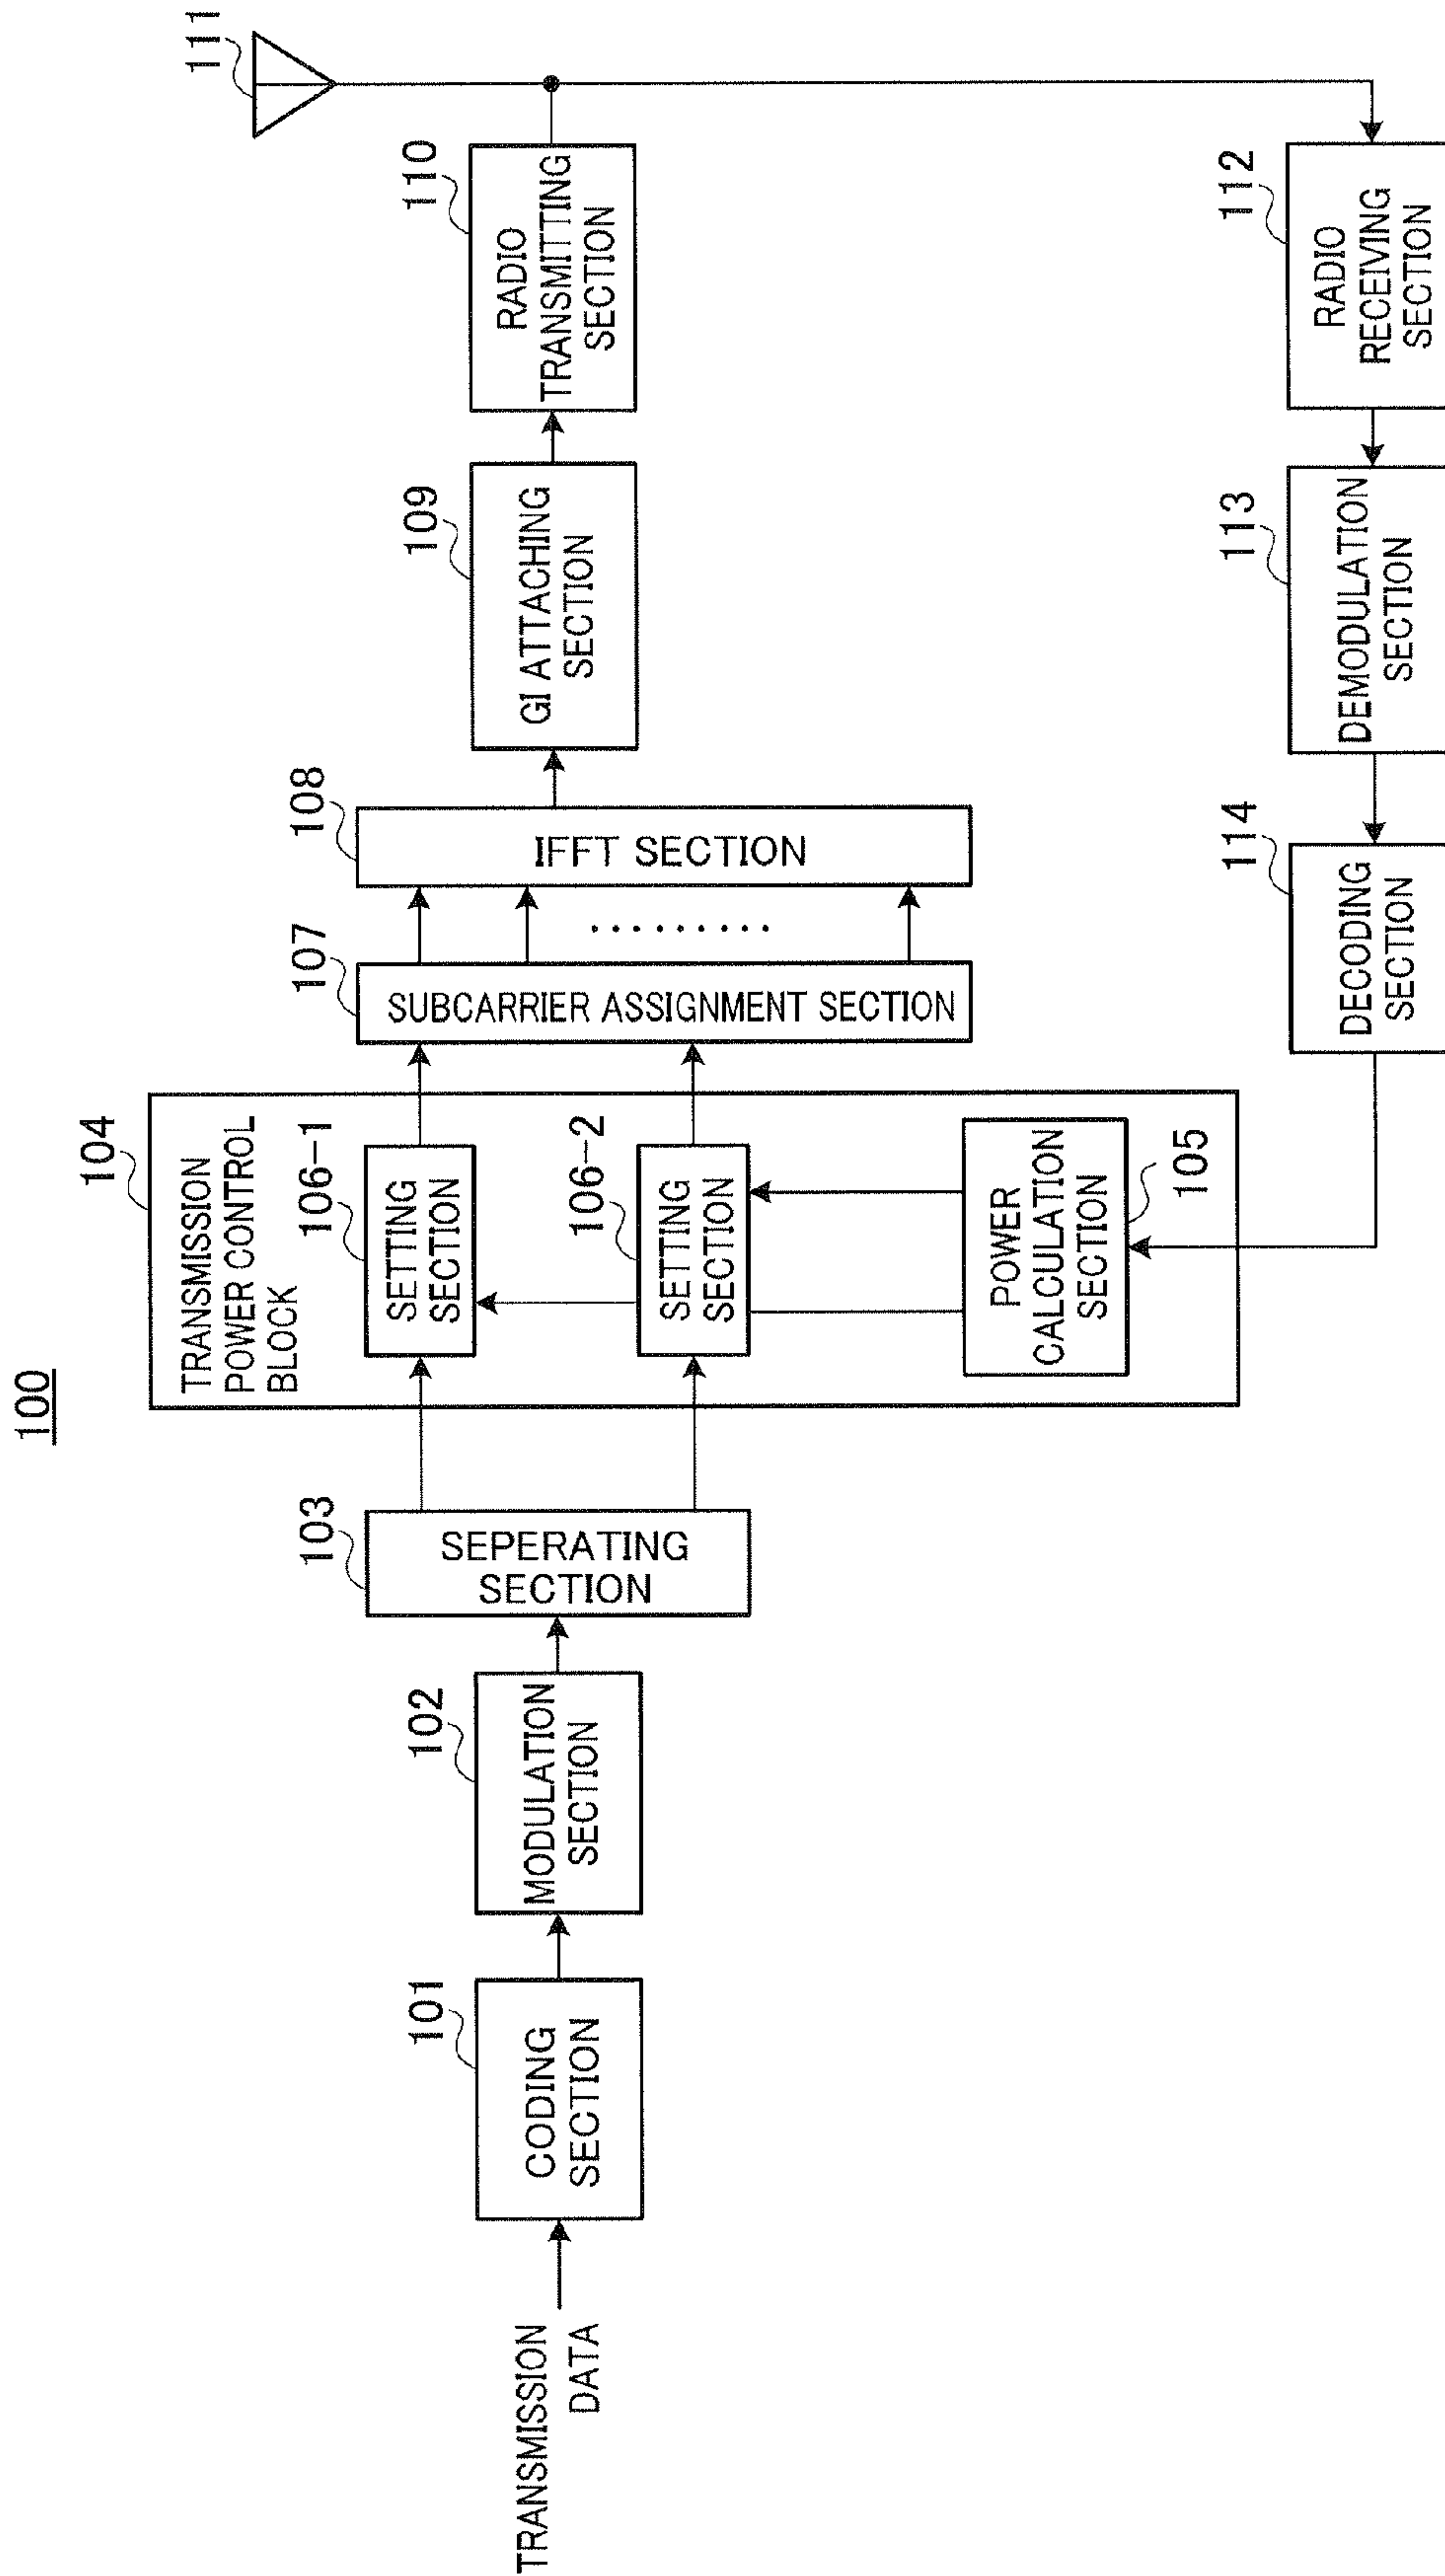 100
TRANSMISSION
DATA
101
CODING
SECTION
102
MODULATION
SECTION
103
SEPERATING
SECTION
104
TRANSMISSION
POWER CONTROL
BLOCK
106-1
SETTING
SECTION
106-2
SETTING
SECTION
POWER
CALCULATION
SECTION
105
107
SUBCARRIER ASSIGNMENT SECTION
108
IFFT SECTION
109
GI ATTACHING
SECTION
110
RADIO
TRANSMITTING
SECTION
111
112
RADIO
RECEIVING
SECTION
113
DEMODULATION
SECTION
114
DECODING
SECTION